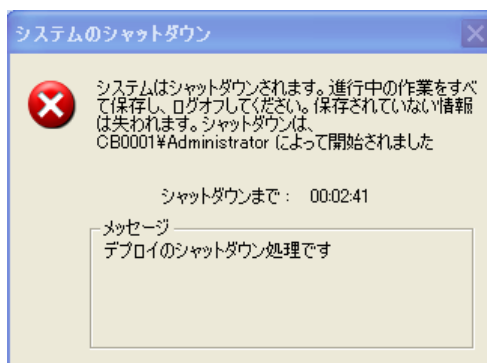 システムのシャットダウン
システムはシャットダウンされます。進行中の作業をすべ
て保存し、ログオフしてください。保存されていない情報
は失われます。シャットダウンは、
CB0001¥Administrator によって開始されました
シャットダウンまで： 00:02:41
メッセージ
デプロイのシャットダウン処理です